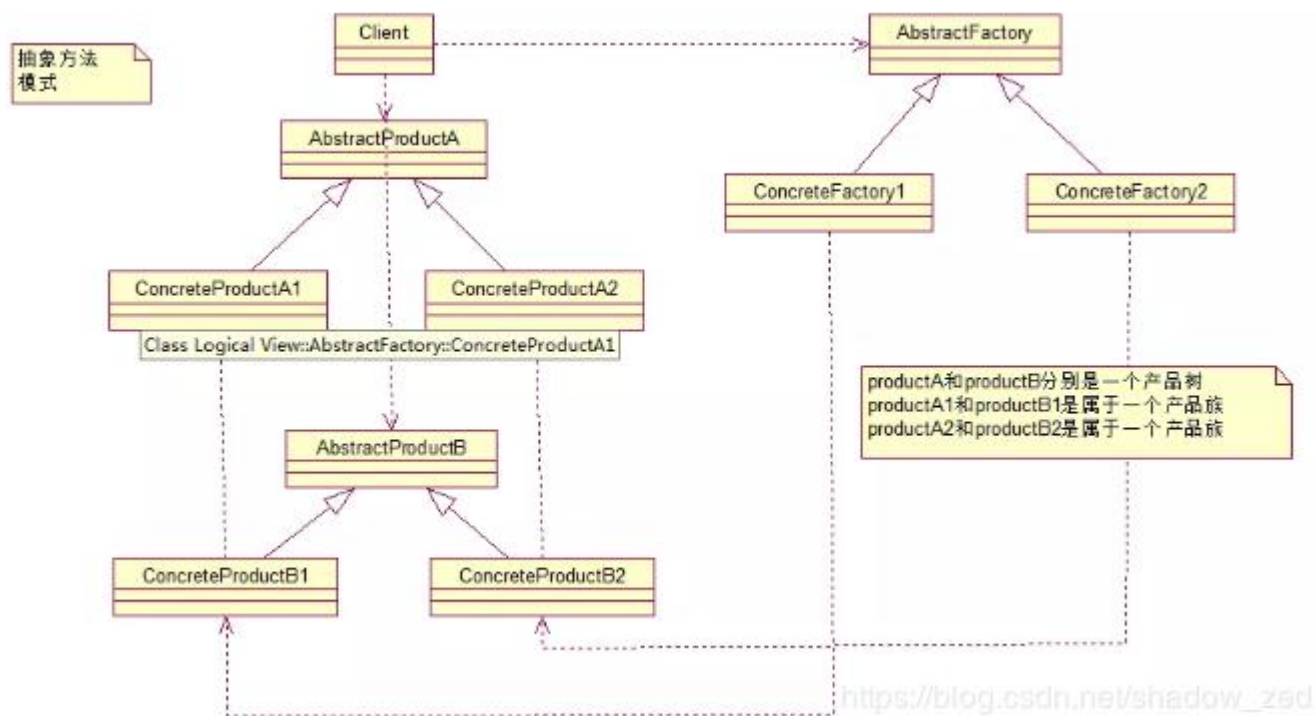 抽象方法
模式
Client
AbstractFactory
AbstractProductA
ConcreteFactory1
ConcreteFactory2
ConcreteProductA1
ConcreteProductA2
Class Logical View::AbstractFactory::ConcreteProductA1
productA和productB分别是一个产品树
productA1和productB1是属于一个产品族
productA2和productB2是属于一个产品族
AbstractProductB
ConcreteProductB1
ConcreteProductB2
https://blog.csdn.net/shadow_zed